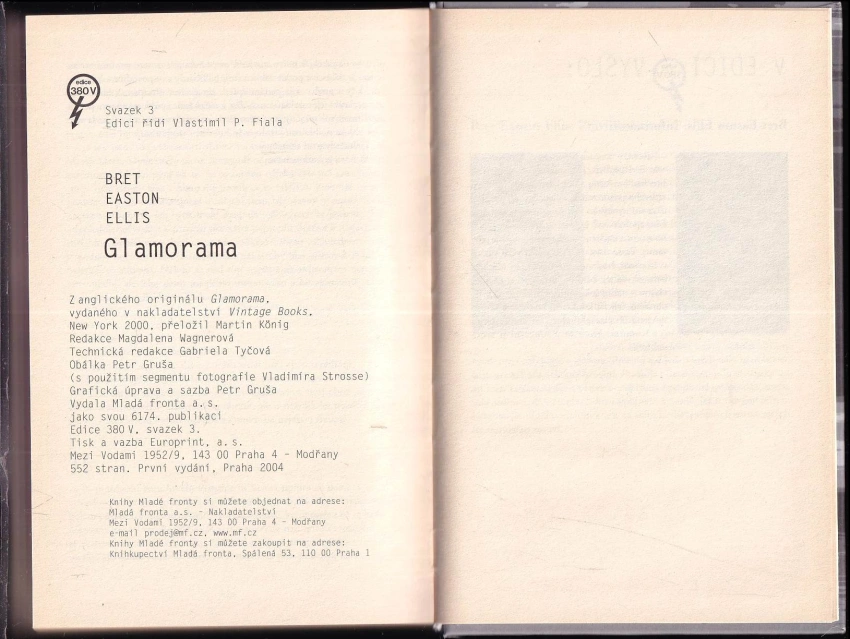 edice
380 V
Svazek 3
Edici řídí Vlastimil P. Fiala
BRET
EASTON
ELLIS
Glamorama
Z anglického originálu Glamorama,
vydaného v nakladatelství Vintage Books,
New York 2000, přeložil Martin König
Redakce Magdalena Wagnerová
Technická redakce Gabriela Tyčová
Obálka Petr Gruša
(s použitím segmentu fotografie Vladimíra Strosse)
Grafická úprava a sazba Petr Gruša
Vydala Mladá fronta a. s.
jako svou 6174. publikaci
Edice 380 V, svazek 3.
Tisk a vazba Europrint, a. s.
Mezi Vodami 1952/9, 143 00 Praha 4 – Modřany
552 stran. První vydání, Praha 2004
Knihy Mladé fronty si můžete objednat na adrese:
Mladá fronta a.s. - Nakladatelství
Mezi Vodami 1952/9, 143 00 Praha 4 – Modřany
e-mail prodej@mf.cz, www.mf.cz
Knihy Mladé fronty si můžete zakoupit na adrese:
Knihkupectví Mladá fronta, Spálená 53, 110 00 Praha 1
V EDICI VYŠLO: